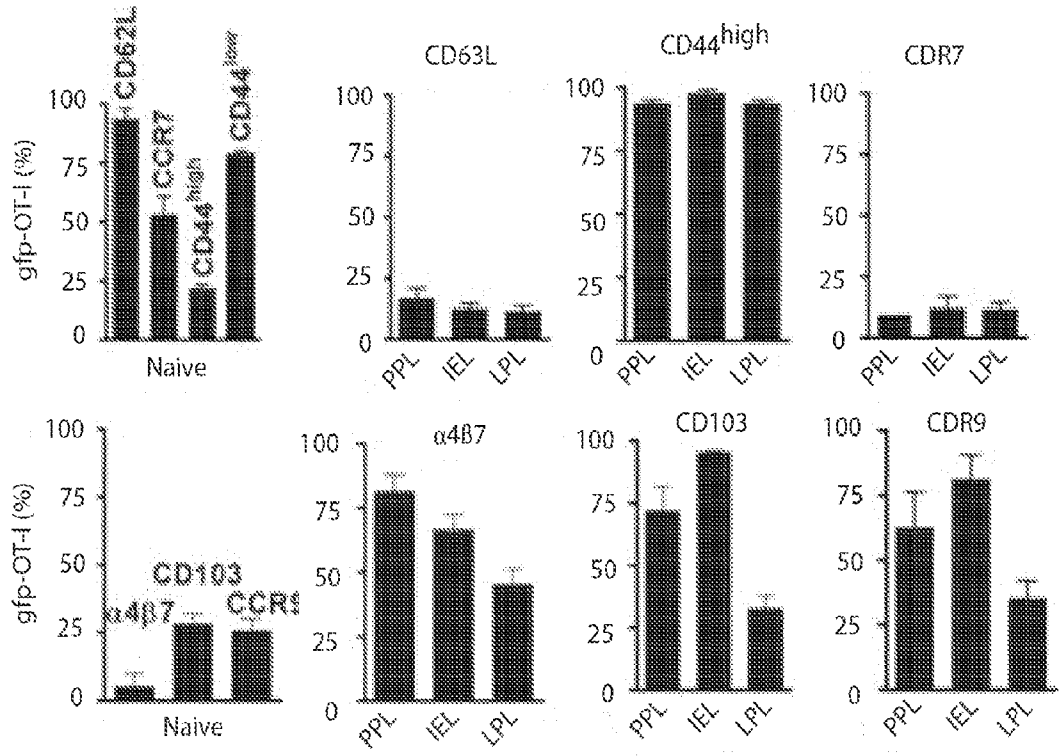 gfp-OT-I (%)
100
75
50
25
0
CD62L
CCR7
CD44high
CD44low
Naive
CD63L
100
75
50
25
0
PPL
IEL
LPL
CD44high
100
75
50
25
0
PPL
IEL
LPL
CDR7
100
75
50
25
0
PPL
IEL
LPL
gfp-OT-I (%)
100
75
50
25
0
α4β7
CD103
CCR9
Naive
α4β7
100
75
50
25
0
PPL
IEL
LPL
CD103
100
75
50
25
0
PPL
IEL
LPL
CDR9
100
75
50
25
0
PPL
IEL
LPL